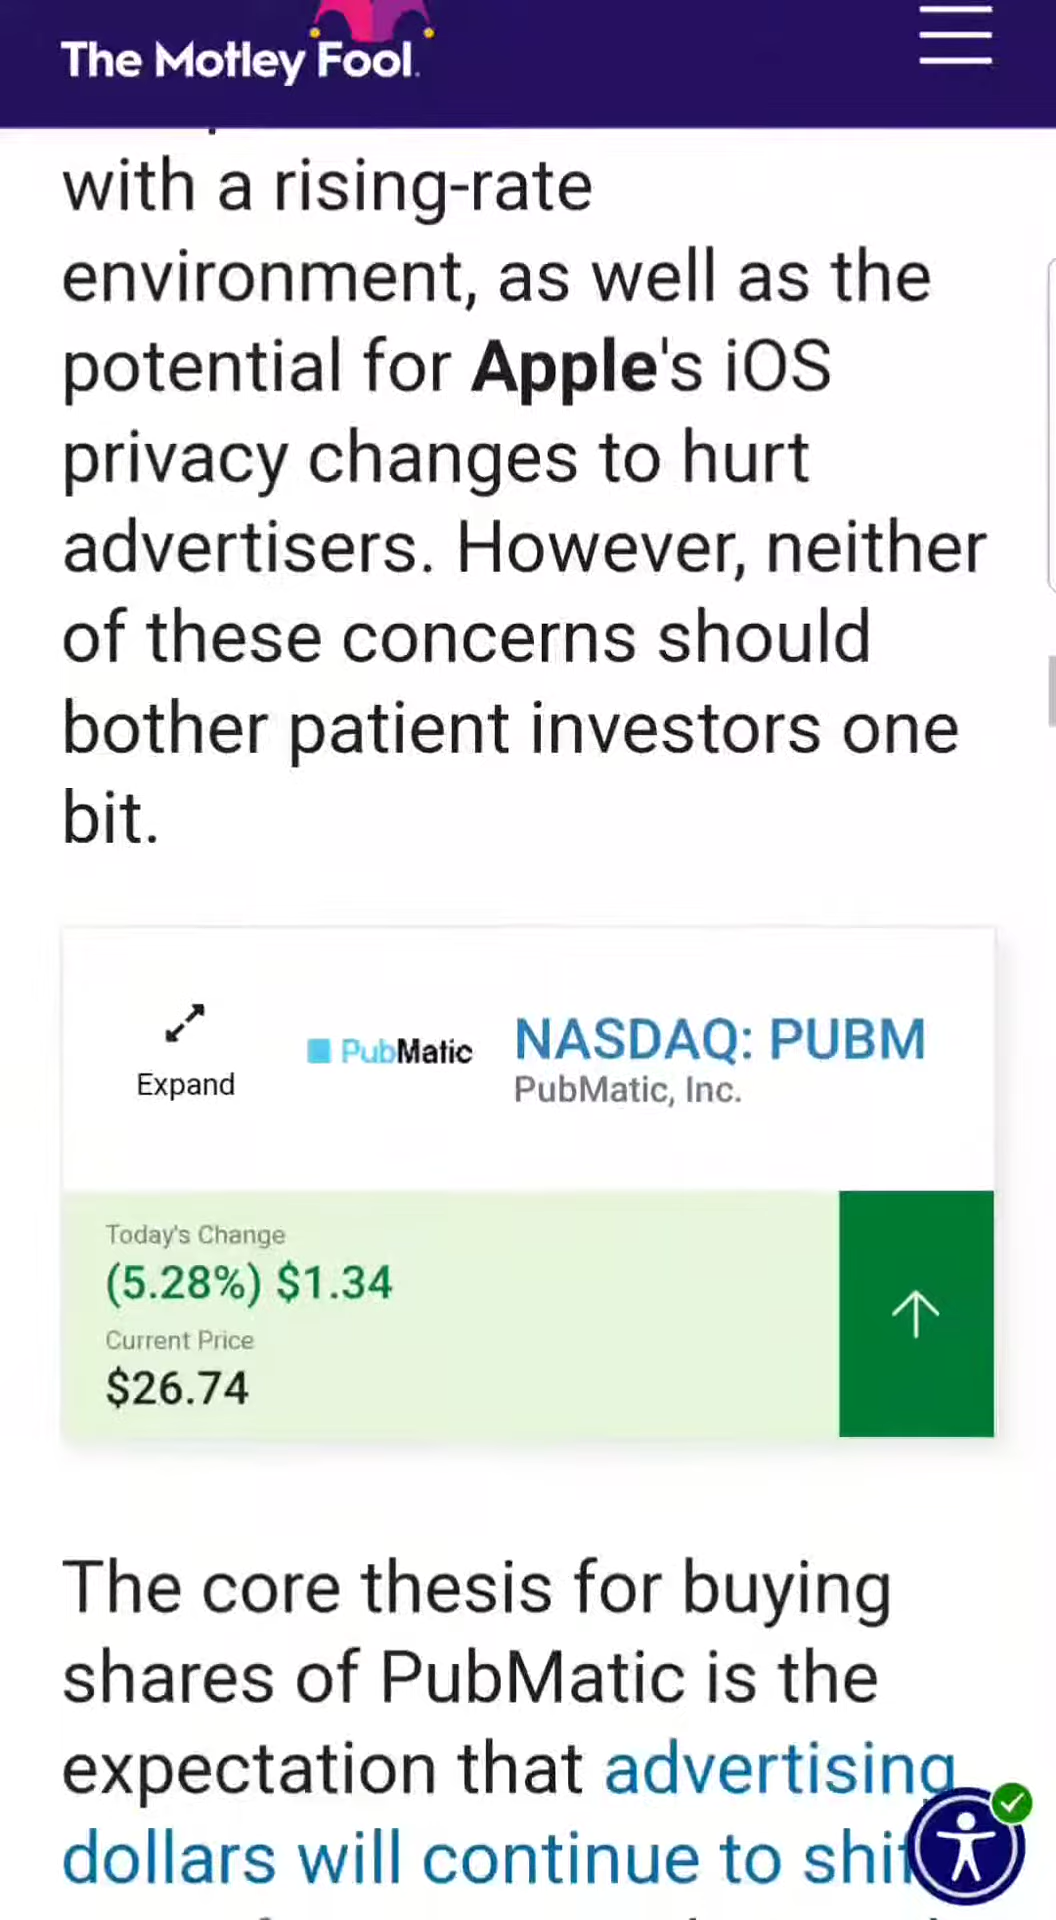 The Motley Fool.
with a rising-rate
environment, as well as the
potential for Apple's iOS
privacy changes to hurt
advertisers. However, neither
of these concerns should
bother patient investors one
bit.
Expand
PubMatic
NASDAQ: PUBM
PubMatic, Inc.
Today's Change
(5.28%) $1.34
Current Price
$26.74
The core thesis for buying
shares of PubMatic is the
expectation that advertising
dollars will continue to